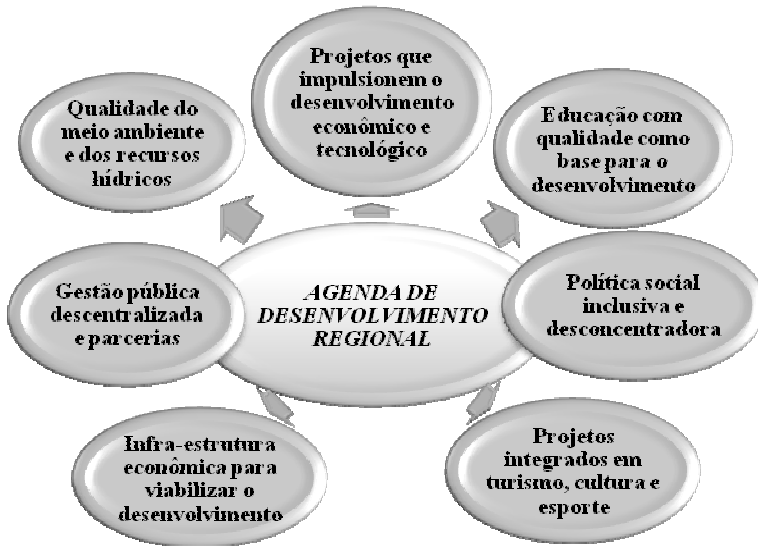 Projetos que
impulsionem o
desenvolvimento
econômico e
tecnológico
Qualidade do
meio ambiente
e dos recursos
hídricos
Educação com
qualidade como
base para o
desenvolvimento
Gestão pública
descentralizada
e parcerias
AGENDA DE
DESENVOLVIMENTO
REGIONAL
Política social
inclusiva e
desconcentradora
Infra-estrutura
econômica para
viabilizar o
desenvolvimento
Projetos
integrados em
turismo, cultura e
esporte